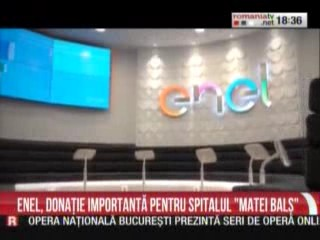 romaniatv
.net
18:36
enel
ENEL, DONAȚIE IMPORTANTĂ PENTRU SPITALUL "MATEI BALȘ"
R OPERA NAȚIONALĂ BUCUREȘTI PREZINTĂ SERI DE OPERĂ ONLI